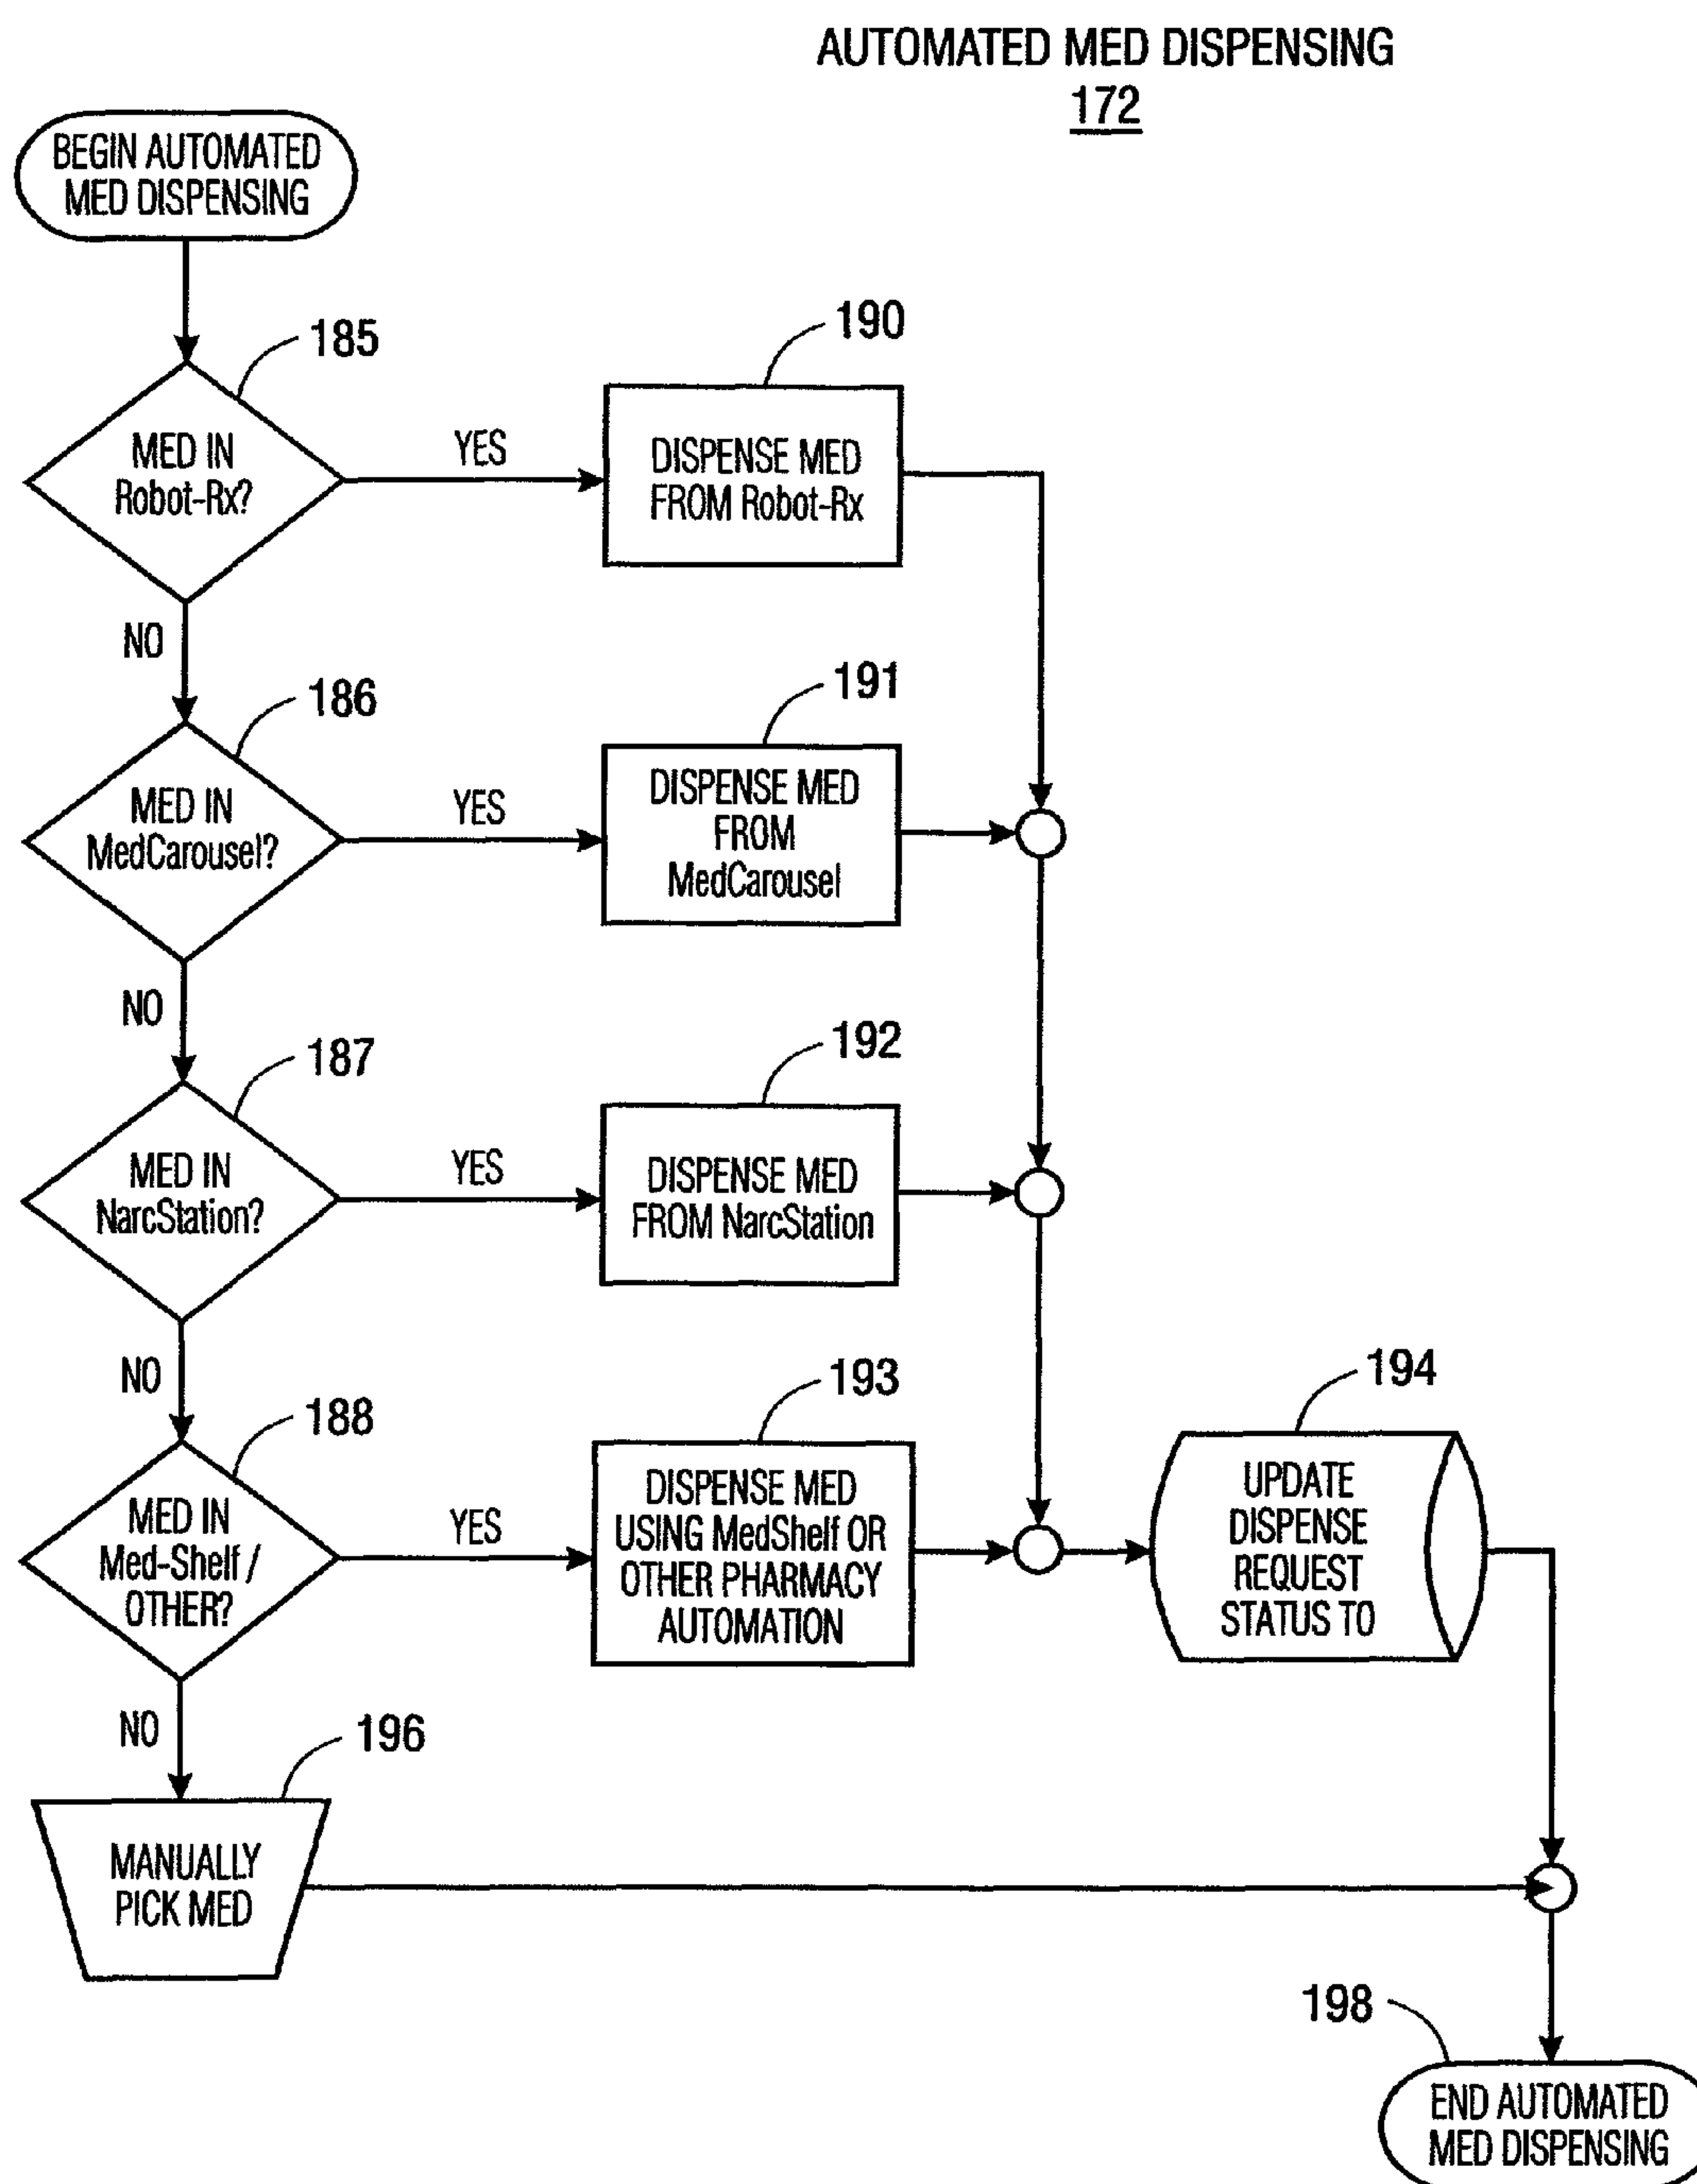 AUTOMATED MED DISPENSING
172
BEGIN AUTOMATED
MED DISPENSING
185
MED IN
Robot-Rx?
YES
190
DISPENSE MED
FROM Robot-Rx
NO
186
MED IN
MedCarousel?
YES
191
DISPENSE MED
FROM
MedCarousel
NO
187
MED IN
NarcStation?
YES
192
DISPENSE MED
FROM NarcStation
NO
188
MED IN
Med-Shelf /
OTHER?
YES
193
DISPENSE MED
USING MedShelf OR
OTHER PHARMACY
AUTOMATION
194
UPDATE
DISPENSE
REQUEST
STATUS TO
NO
196
MANUALLY
PICK MED
198
END AUTOMATED
MED DISPENSING